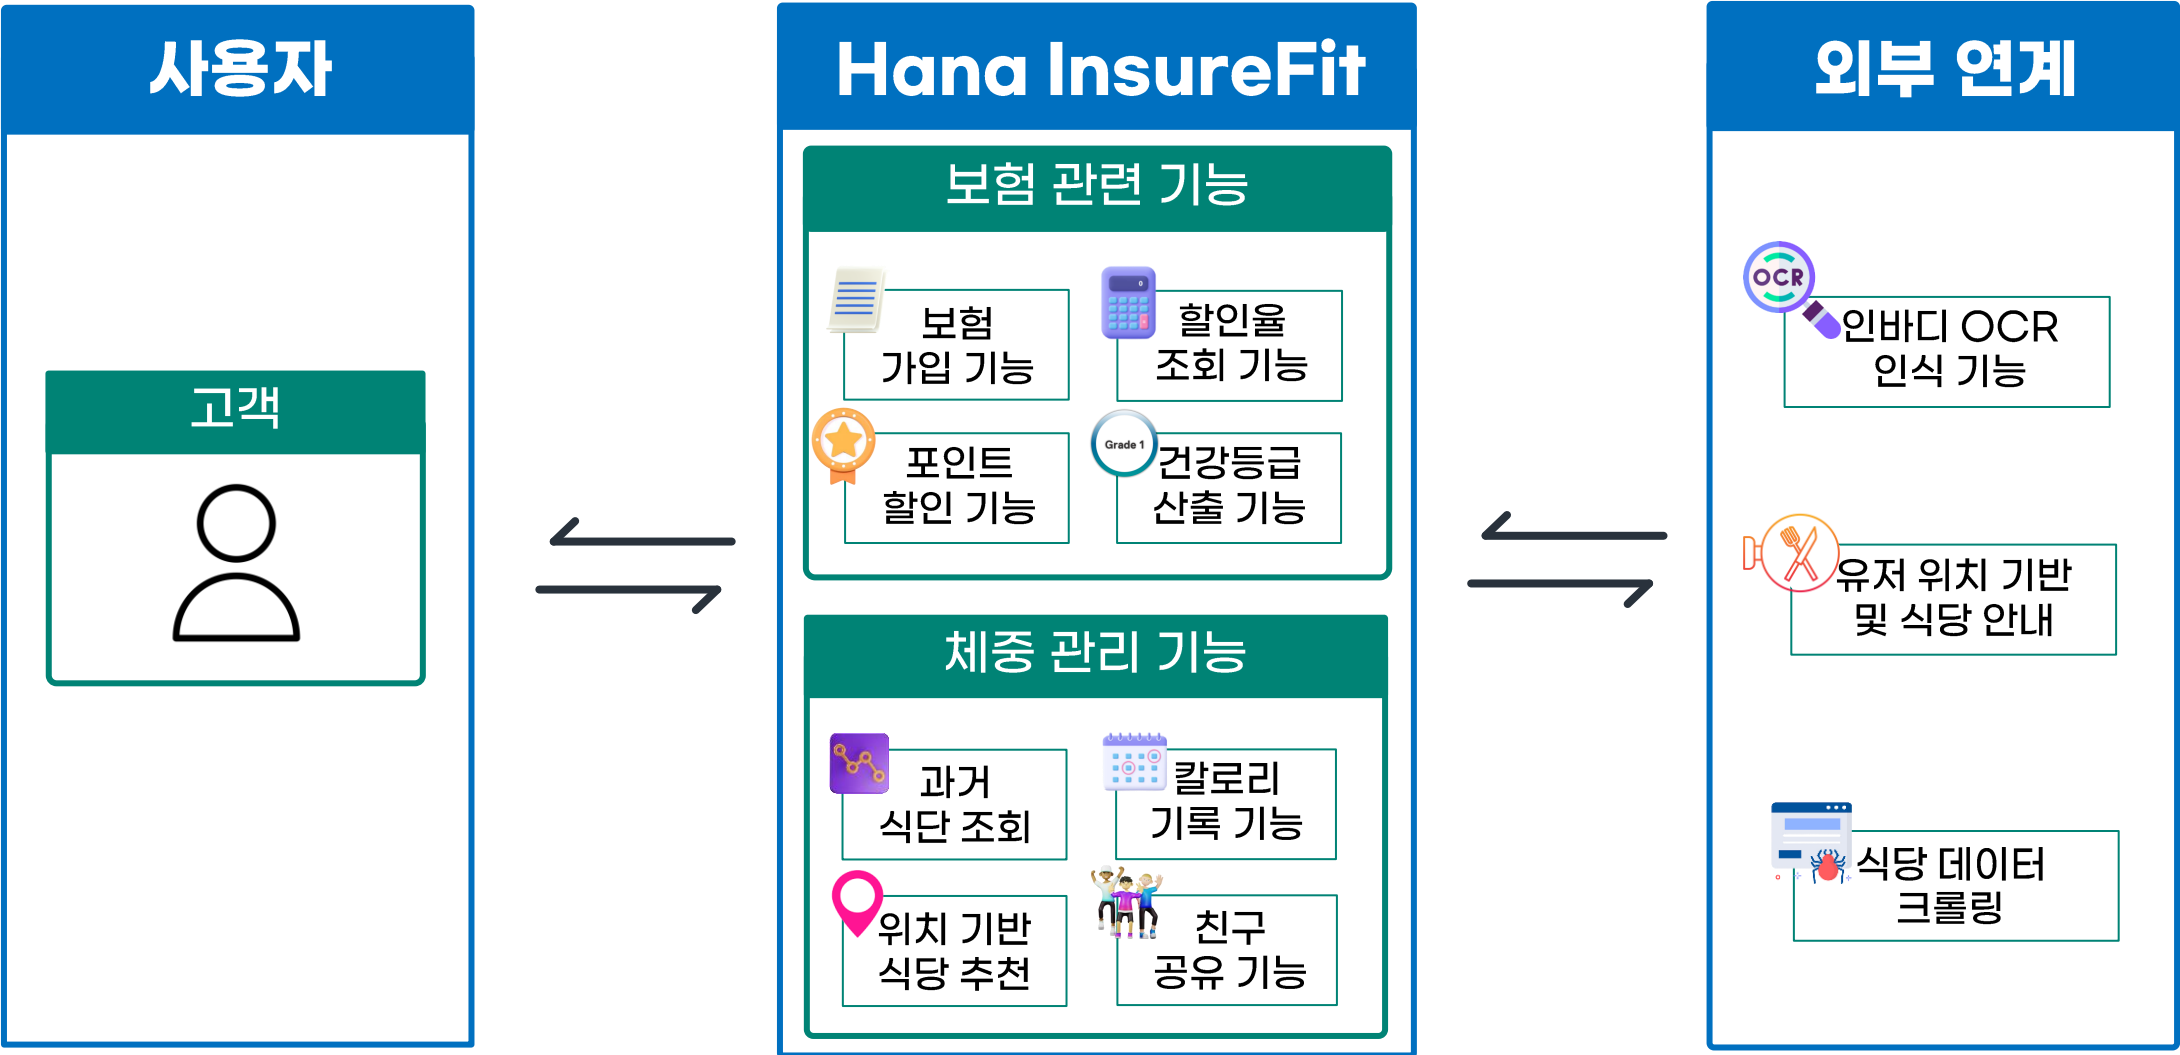 사용자
고객
Hana InsureFit
보험 관련 기능
보험
가입 기능
0
할인율
조회 기능
포인트
할인 기능
Grade 1
건강등급
산출 기능
체중 관리 기능
과거
식단 조회
칼로리
기록 기능
위치 기반
식당 추천
친구
공유 기능
외부 연계
OCR
인바디 OCR
인식 기능
유저 위치 기반
및 식당 안내
식당 데이터
크롤링